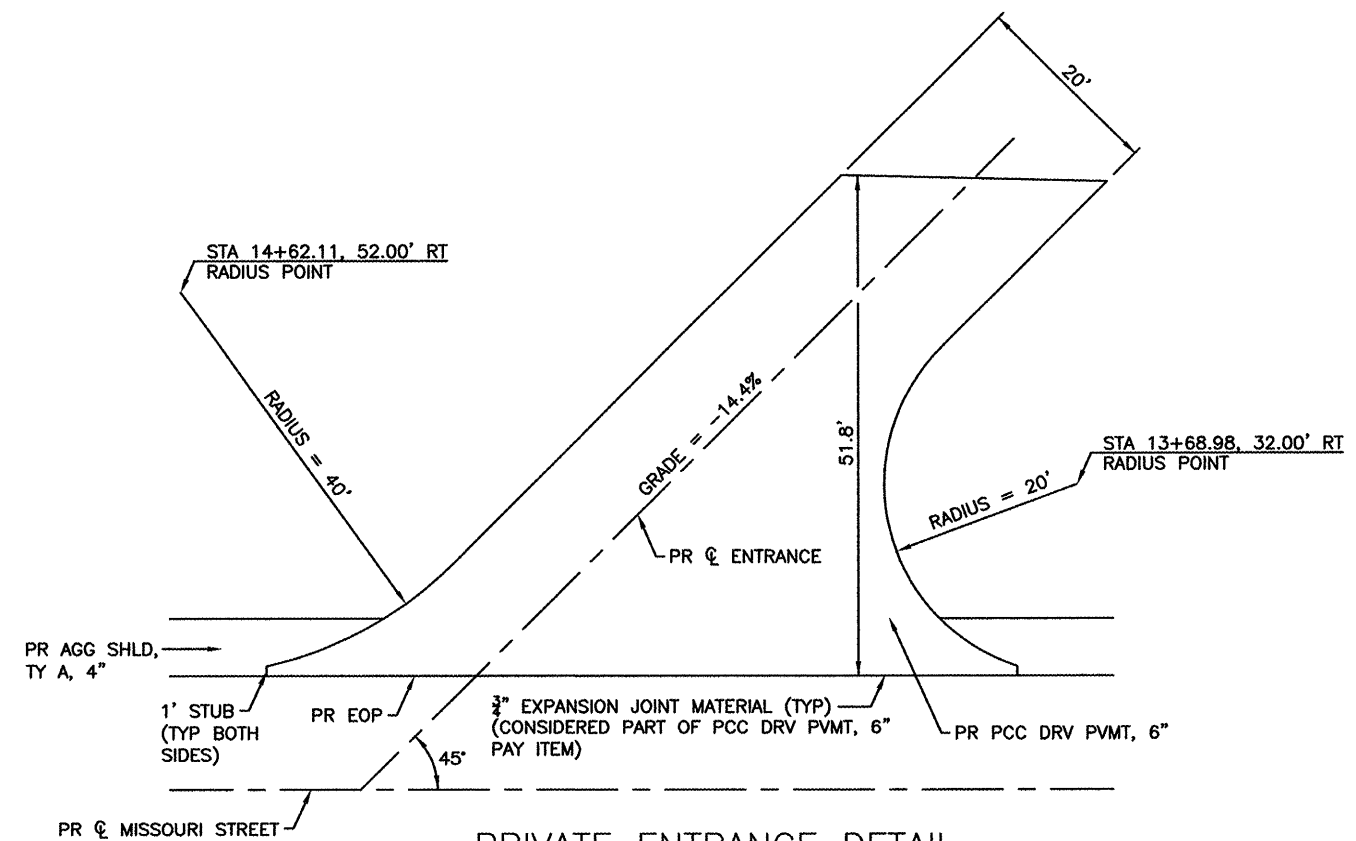 20'
STA 14+62.11, 52.00' RT
RADIUS POINT
RADIUS = 40'
GRADE = -14.4%
51.8'
STA 13+68.98, 32.00' RT
RADIUS POINT
RADIUS = 20'
PR ℄ ENTRANCE
PR AGG SHLD,
TY A, 4"
1' STUB
(TYP BOTH
SIDES)
PR EOP
¾" EXPANSION JOINT MATERIAL (TYP)
(CONSIDERED PART OF PCC DRV PVMT, 6"
PAY ITEM)
PR PCC DRV PVMT, 6"
45°
PR ℄ MISSOURI STREET
PRIVATE ENTRANCE DETAIL